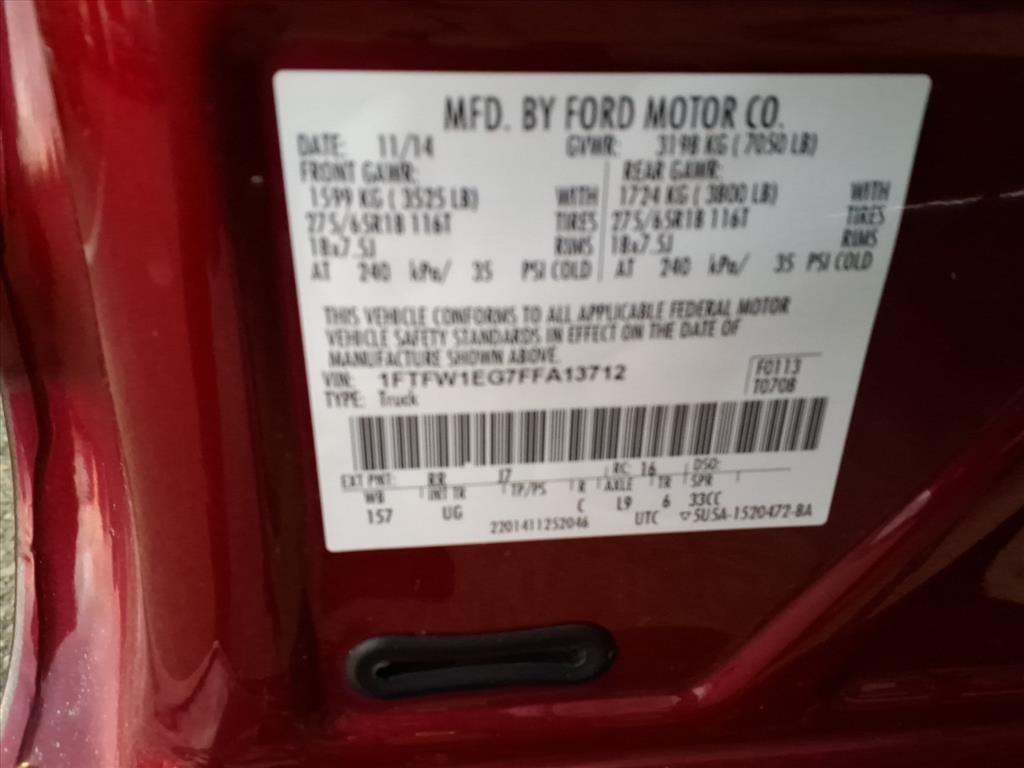 MFD. BY FORD MOTOR CO.
DATE: 11/14 GVWR: 3198 KG ( 7050 LB)
FRONT GAWR: REAR GAWR:
1599 KG ( 3525 LB) WITH 1724 KG ( 3800 LB) WITH
275/65R18 116T TIRES 275/65R18 116T TIRES
18x7.5J RIMS 18x7.5J RIMS
AT 240 kPa/ 35 PSI COLD AT 240 kPa/ 35 PSI COLD
THIS VEHICLE CONFORMS TO ALL APPLICABLE FEDERAL MOTOR
VEHICLE SAFETY STANDARDS IN EFFECT ON THE DATE OF
MANUFACTURE SHOWN ABOVE.
VIN: 1FTFW1EG7FFA13712 F0113
TYPE: Truck T0708
EXT PNT: RR J7 RC: 16 DSO:
WB INT TR TP/PS R AXLE TR SPR
157 UG C L9 6 33CC
2201411252046 UTC ▽5U5A-1520472-BA